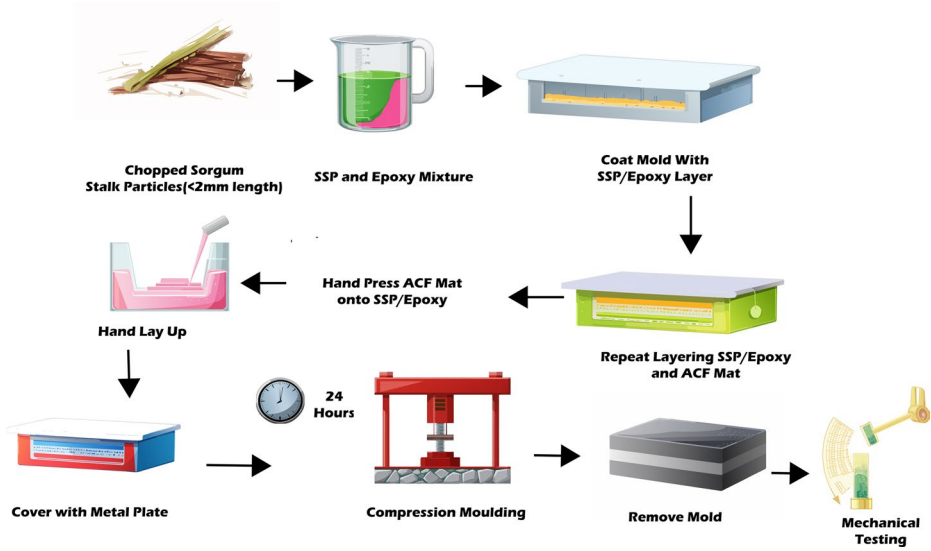 Chopped Sorgum
Stalk Particles(<2mm length)
SSP and Epoxy Mixture
Coat Mold With
SSP/Epoxy Layer
Hand Lay Up
Hand Press ACF Mat
onto SSP/Epoxy
Repeat Layering SSP/Epoxy
and ACF Mat
Cover with Metal Plate
24
Hours
Compression Moulding
Remove Mold
Mechanical
Testing